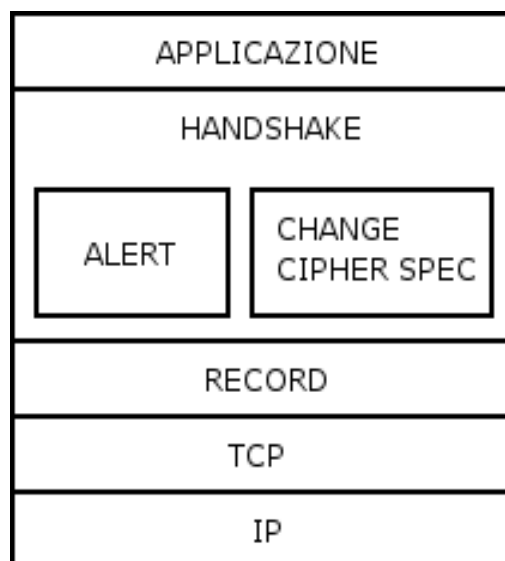 APPLICAZIONE
HANDSHAKE
ALERT
CHANGE
CIPHER SPEC
RECORD
TCP
IP